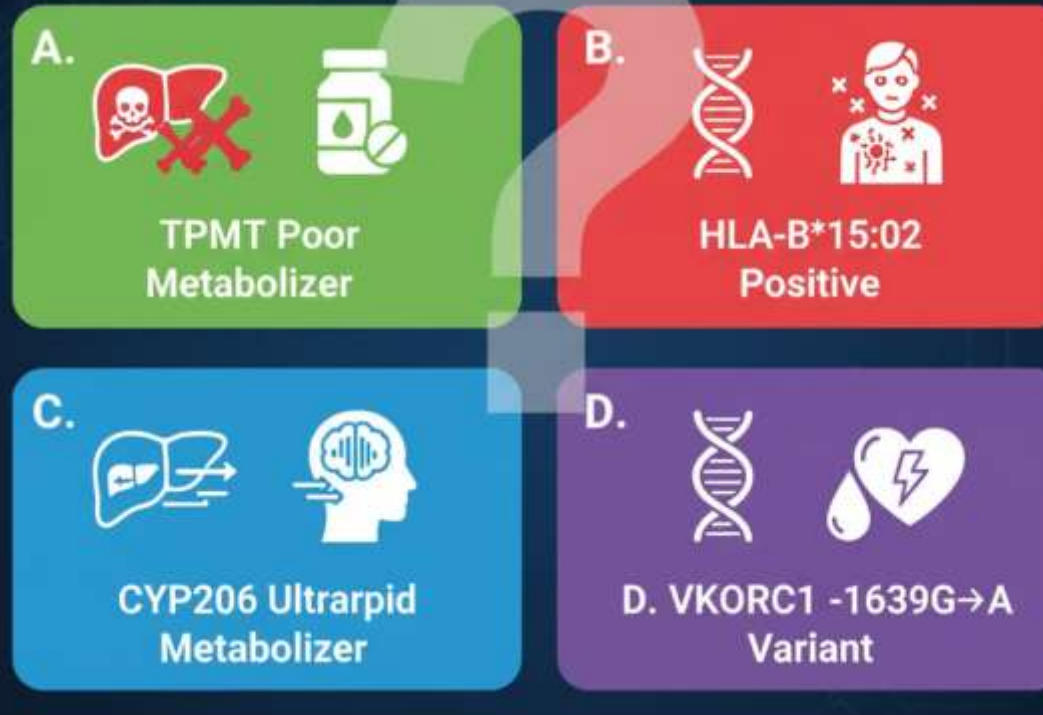 A.
TPMT Poor
Metabolizer
B.
HLA-B*15:02
Positive
C.
CYP206 Ultrarpid
Metabolizer
D.
D. VKORC1 -1639G→A
Variant